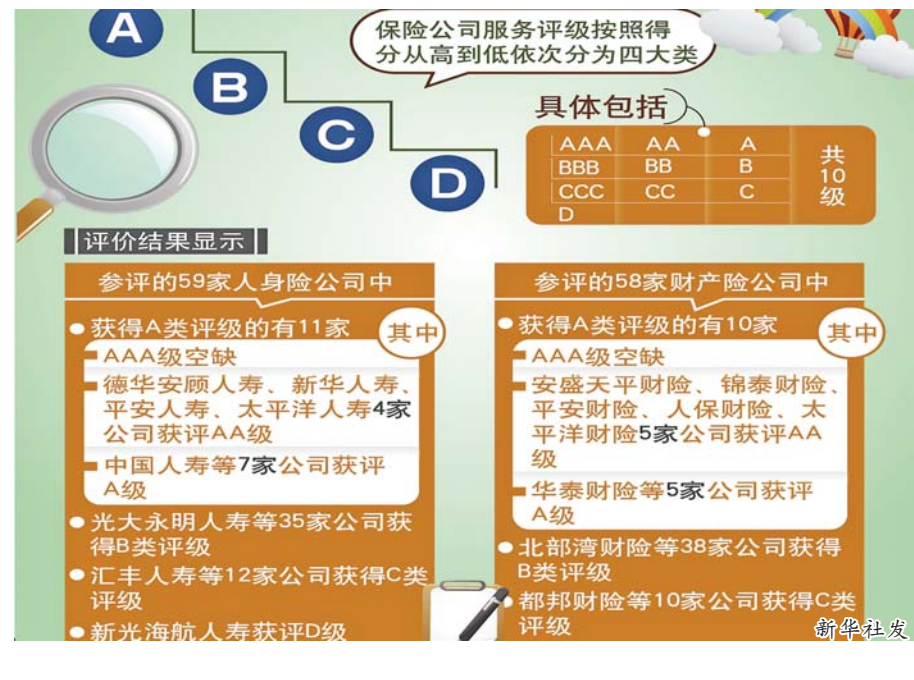 A
B
C
D
保险公司服务评级按照得
分从高到低依次分为四大类
具体包括
AAA AA A
BBB BB B
CCC CC C
D
共
10
级
评价结果显示
参评的59家人身险公司中
获得A类评级的有11家
其中
AAA级空缺
德华安顾人寿、新华人寿、
平安人寿、太平洋人寿4家
公司获评AA级
中国人寿等7家公司获评
A级
光大永明人寿等35家公司获
得B类评级
汇丰人寿等12家公司获得C类
评级
新光海航人寿获评D级
参评的58家财产险公司中
获得A类评级的有10家
其中
AAA级空缺
安盛天平财险、锦泰财险、
平安财险、人保财险、太
平洋财险5家公司获评AA
级
华泰财险等5家公司获评
A级
北部湾财险等38家公司获得
B类评级
都邦财险等10家公司获得C类
评级
新华社发